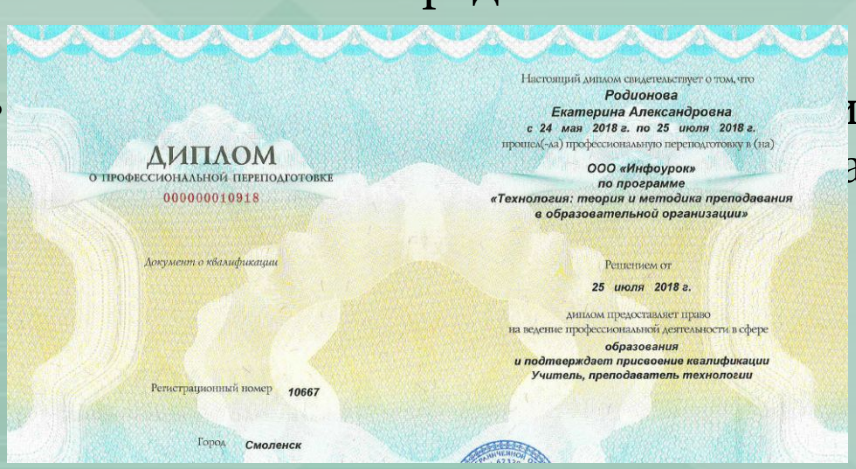 ДИПЛОМ
О ПРОФЕССИОНАЛЬНОЙ ПЕРЕПОДГОТОВКЕ
000000010918
Документ о квалификации
Регистрационный номер 10667
Город Смоленск
Настоящий диплом свидетельствует о том, что
Родионова
Екатерина Александровна
с 24 мая 2018 г. по 25 июля 2018 г.
прошел(-ла) профессиональную переподготовку в (на)
ООО «Инфоурок»
по программе
«Технология: теория и методика преподавания
в образовательной организации»
Решением от
25 июля 2018 г.
диплом предоставляет право
на ведение профессиональной деятельности в сфере
образования
и подтверждает присвоение квалификации
Учитель, преподаватель технологии